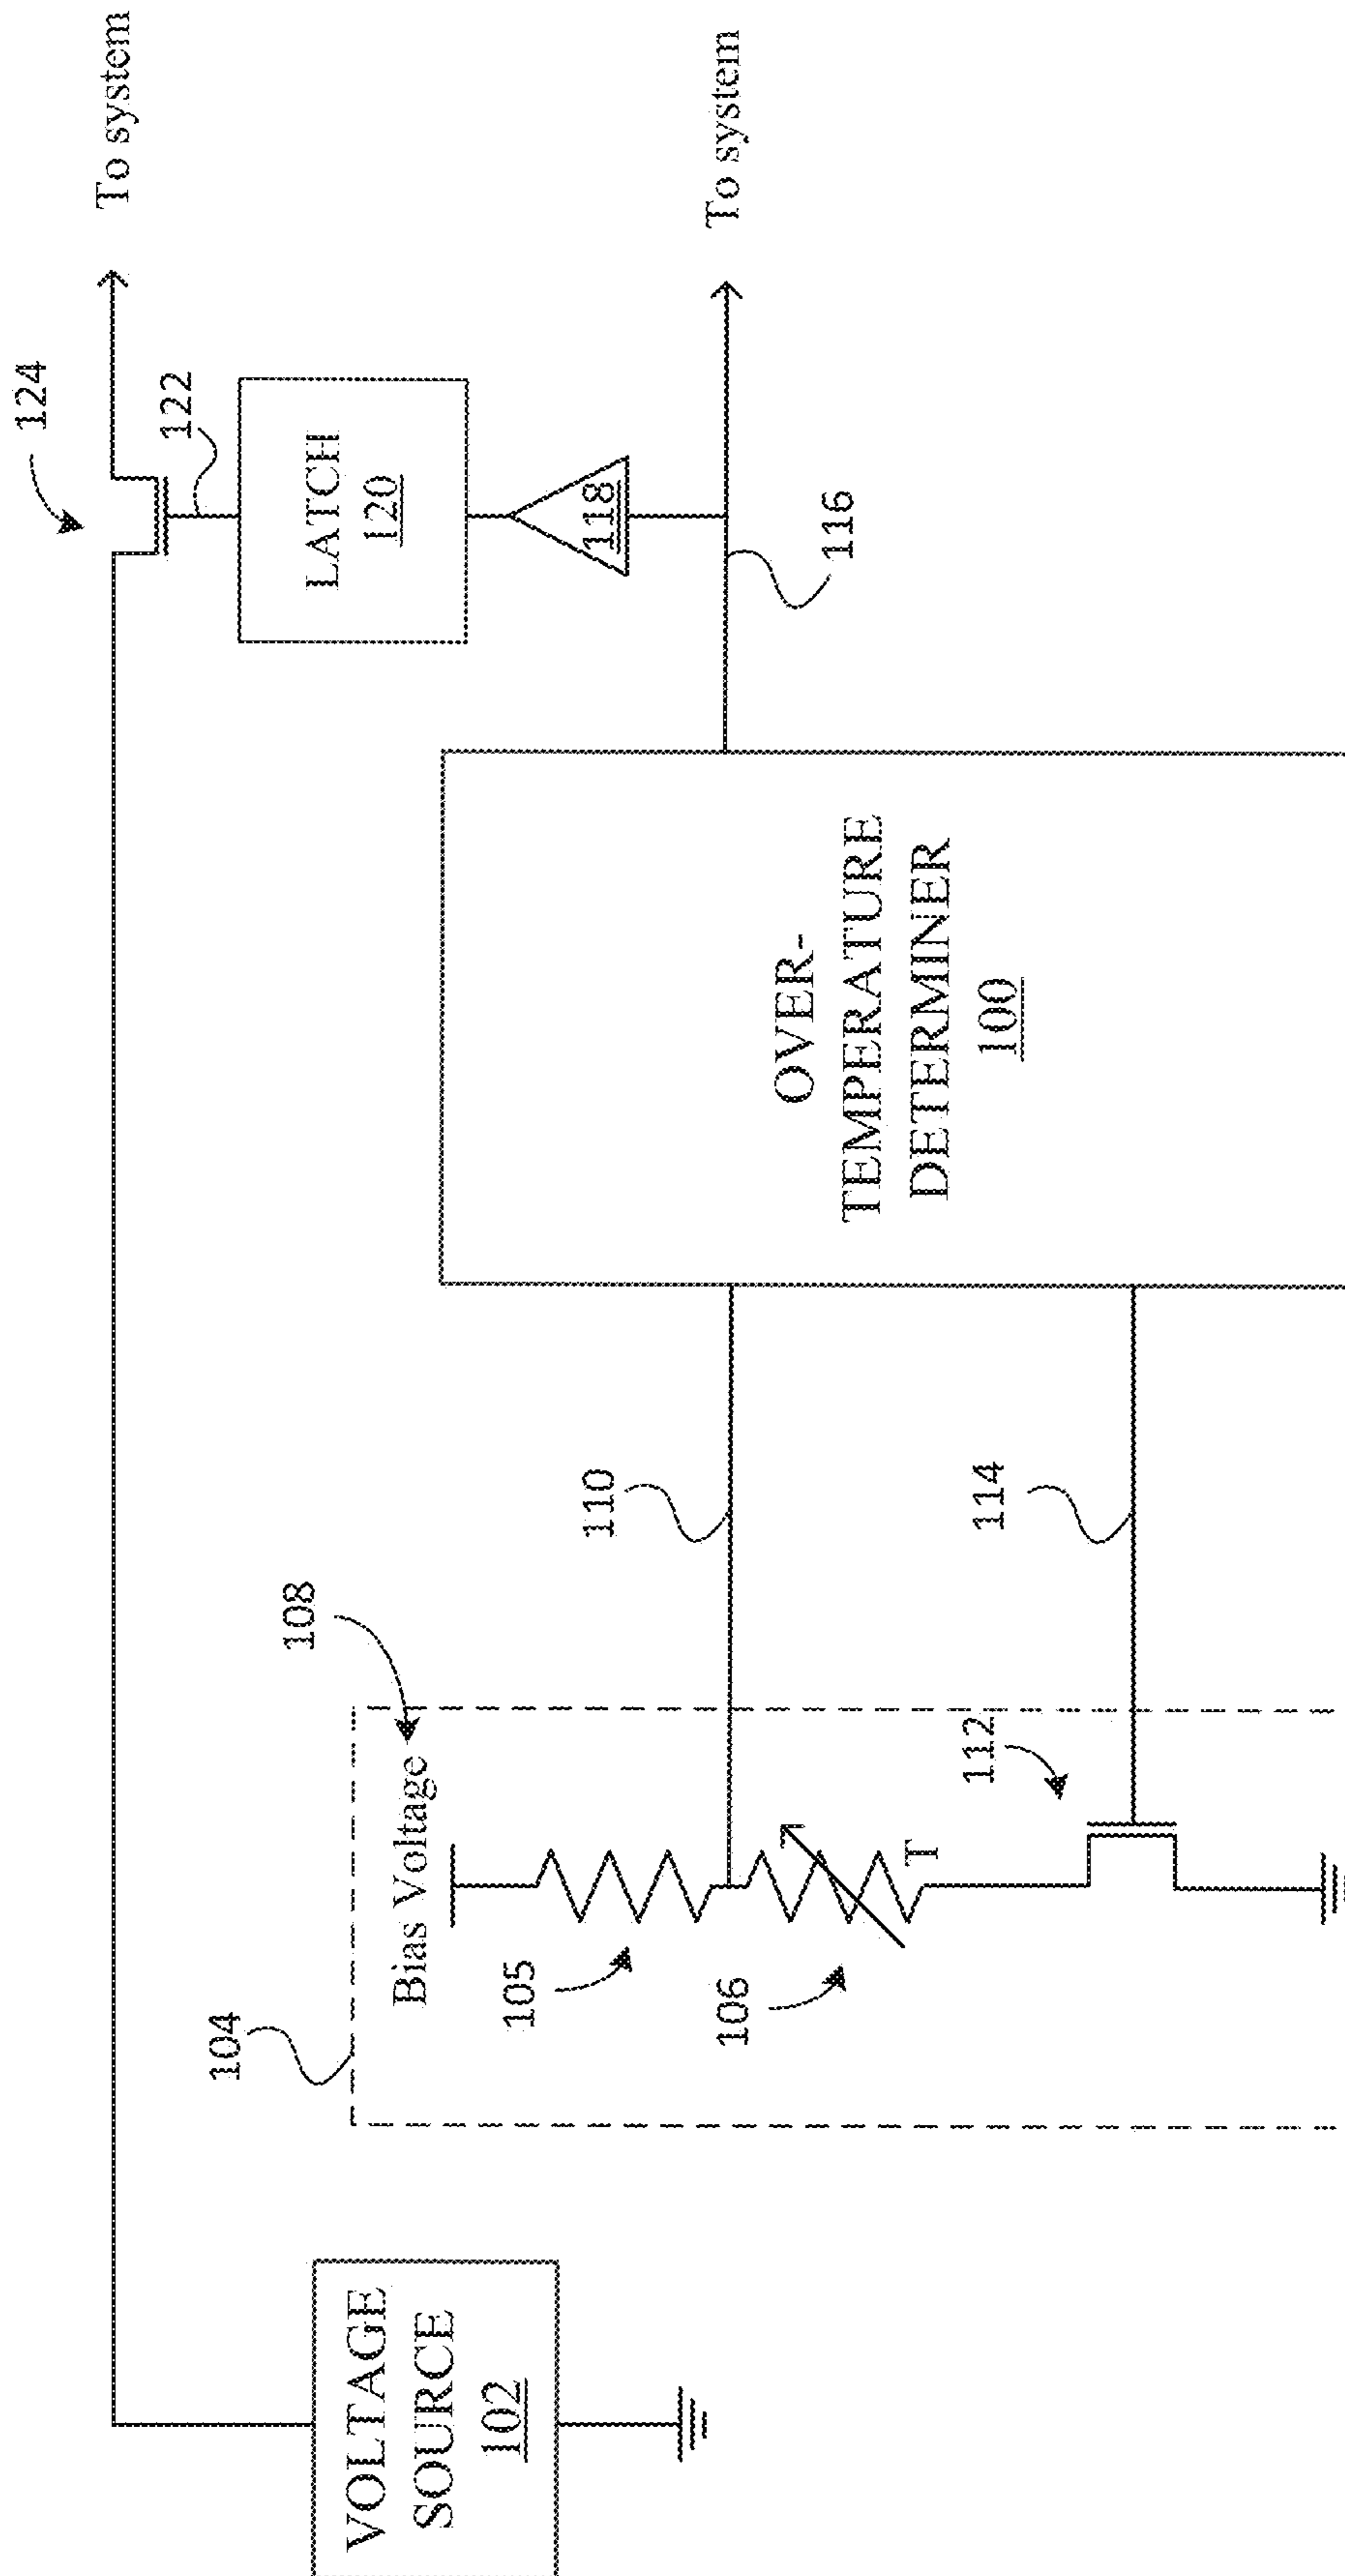 124
To system
122
LATCH
120
118
To system
116
108
104
Bias Voltage
110
105
106
T
112
114
OVER-
TEMPERATURE
DETERMINER
100
VOLTAGE
SOURCE
102